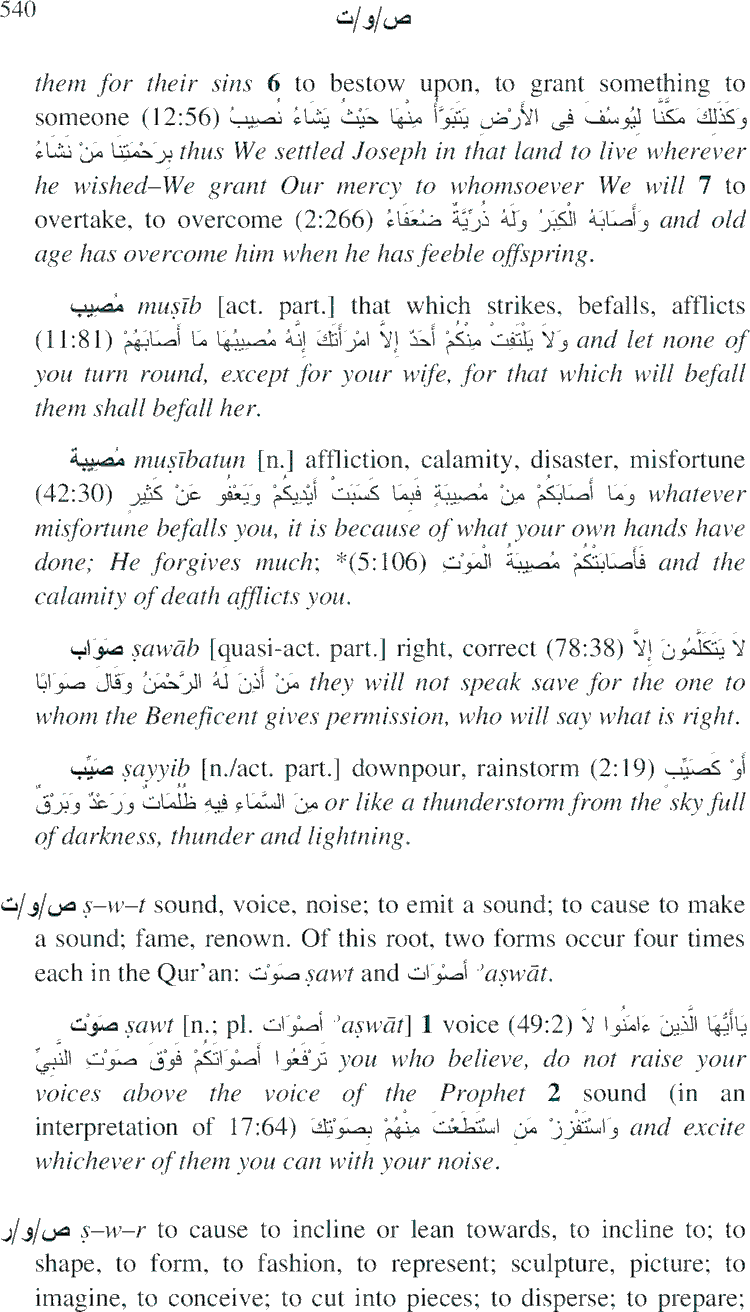 540
ص/و/ت
them for their sins 6 to bestow upon, to grant something to
someone (12:56) وَكَذَلِكَ مَكَّنَّا لِيُوسُفَ فِى الأَرْضِ يَتَبَوَّأُ مِنْهَا حَيْثُ يَشَاءُ نُصِيبُ
بِرَحْمَتِنَا مَنْ نَشَاءُ thus We settled Joseph in that land to live wherever
he wished–We grant Our mercy to whomsoever We will 7 to
overtake, to overcome (2:266) وَأَصَابَهُ الْكِبَرُ وَلَهُ ذُرِّيَّةٌ ضُعَفَاءُ and old
age has overcome him when he has feeble offspring.
مُصيب muṣīb [act. part.] that which strikes, befalls, afflicts
(11:81) وَلاَ يَلْتَفِتْ مِنْكُمْ أَحَدٌ إِلاَّ امْرَأَتَكَ إِنَّهُ مُصِيبُهَا مَا أَصَابَهُمْ and let none of
you turn round, except for your wife, for that which will befall
them shall befall her.
مُصيبة muṣībatun [n.] affliction, calamity, disaster, misfortune
(42:30) وَمَا أَصَابَكُمْ مِنْ مُصِيبَةٍ فَبِمَا كَسَبَتْ أَيْدِيكُمْ وَيَعْفُو عَنْ كَثِيرٍ whatever
misfortune befalls you, it is because of what your own hands have
done; He forgives much; *(5:106) فَأَصَابَتْكُمْ مُصِيبَةُ الْمَوْتِ and the
calamity of death afflicts you.
صَوَاب ṣawāb [quasi-act. part.] right, correct (78:38) لاَ يَتَكَلَّمُونَ إِلاَّ
مَنْ أَذِنَ لَهُ الرَّحْمَنُ وَقَالَ صَوَابًا they will not speak save for the one to
whom the Beneficent gives permission, who will say what is right.
صَيِّب ṣayyib [n./act. part.] downpour, rainstorm (2:19) أَوْ كَصَيِّبٍ
مِنَ السَّمَاءِ فِيهِ ظُلُمَاتٌ وَرَعْدٌ وَبَرْقٌ or like a thunderstorm from the sky full
of darkness, thunder and lightning.
ص/و/ت ṣ–w–t sound, voice, noise; to emit a sound; to cause to make
a sound; fame, renown. Of this root, two forms occur four times
each in the Qur'an: صَوْت ṣawt and أصْوَات ʾaṣwāt.
صَوْت ṣawt [n.; pl. أصْوَات ʾaṣwāt] 1 voice (49:2) يَاأَيُّهَا الَّذِينَ ءَامَنُوا لاَ
تَرْفَعُوا أَصْوَاتَكُمْ فَوْقَ صَوْتِ النَّبِيِّ you who believe, do not raise your
voices above the voice of the Prophet 2 sound (in an
interpretation of 17:64) وَاسْتَفْزِزْ مَنِ اسْتَطَعْتَ مِنْهُمْ بِصَوْتِكَ and excite
whichever of them you can with your noise.
ص/و/ر ṣ–w–r to cause to incline or lean towards, to incline to; to
shape, to form, to fashion, to represent; sculpture, picture; to
imagine, to conceive; to cut into pieces; to disperse; to prepare;